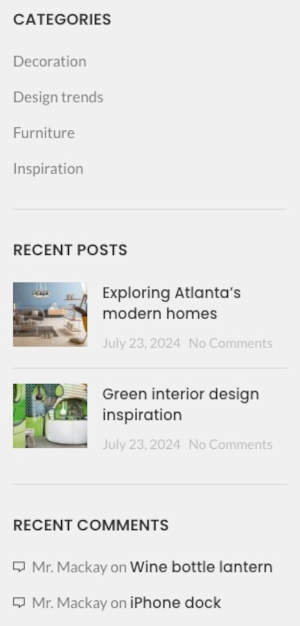 CATEGORIES
Decoration
Design trends
Furniture
Inspiration
RECENT POSTS
Exploring Atlanta's
modern homes
July 23, 2024 No Comments
Green interior design
inspiration
July 23, 2024 No Comments
RECENT COMMENTS
Mr. Mackay on Wine bottle lantern
Mr. Mackay on iPhone dock